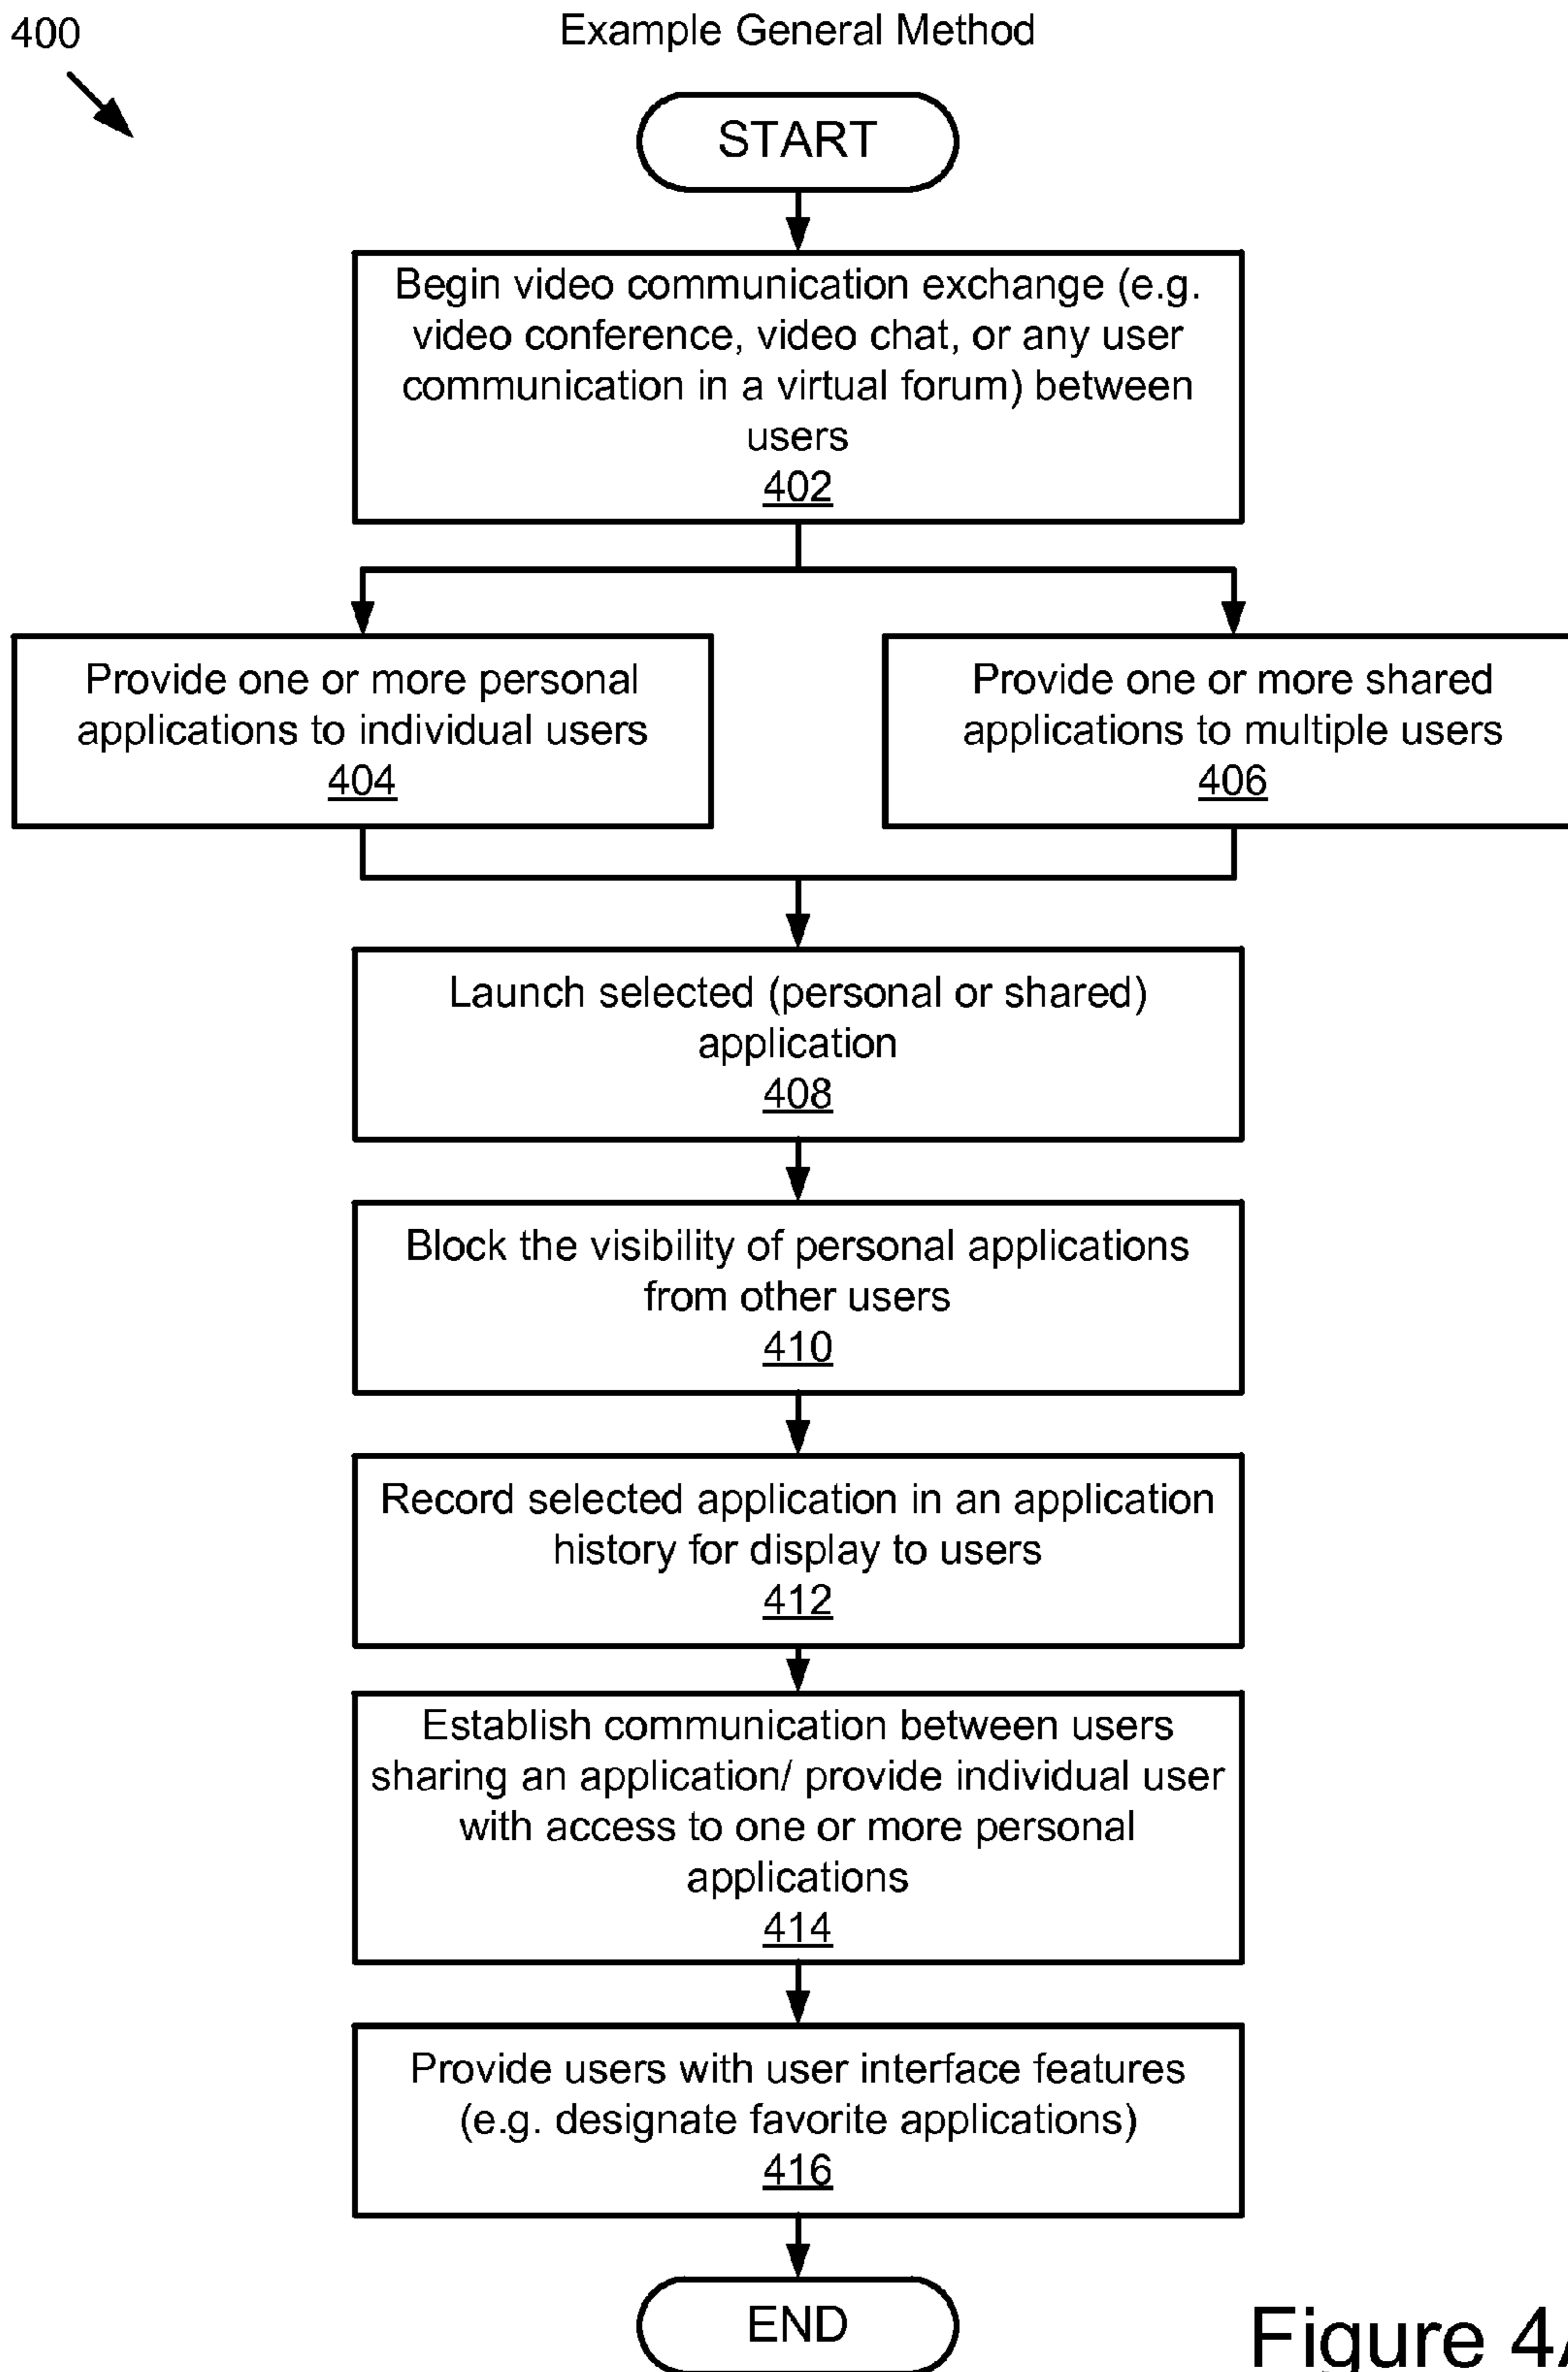 400
Example General Method
START
Begin video communication exchange (e.g.
video conference, video chat, or any user
communication in a virtual forum) between
users
402
Provide one or more personal
applications to individual users
404
Provide one or more shared
applications to multiple users
406
Launch selected (personal or shared)
application
408
Block the visibility of personal applications
from other users
410
Record selected application in an application
history for display to users
412
Establish communication between users
sharing an application/ provide individual user
with access to one or more personal
applications
414
Provide users with user interface features
(e.g. designate favorite applications)
416
END
Figure 4A